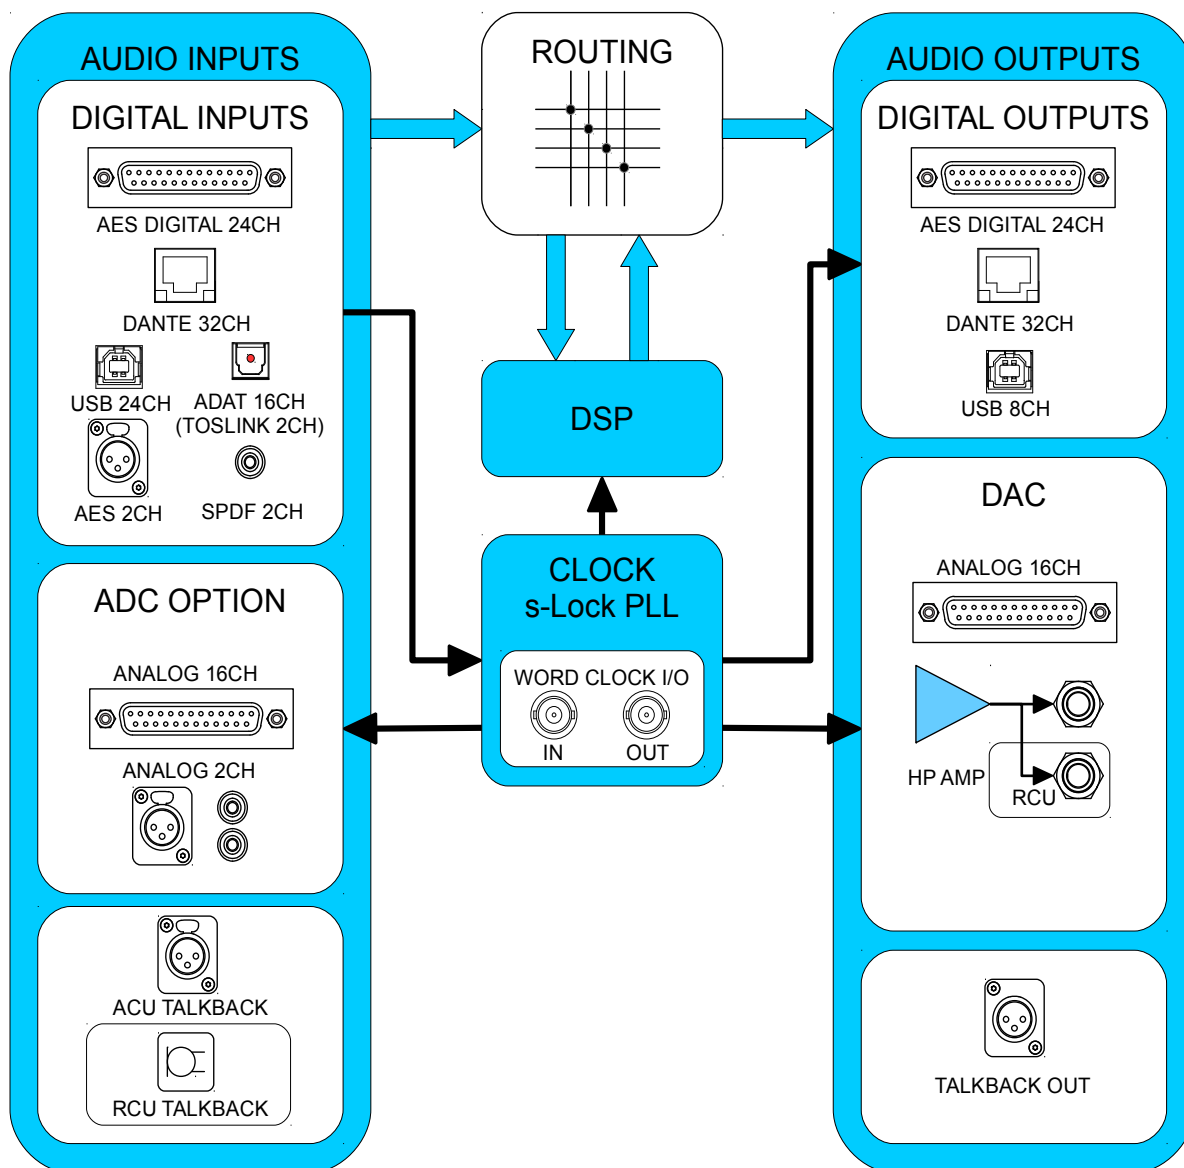 AUDIO INPUTS
DIGITAL INPUTS
AES DIGITAL 24CH
DANTE 32CH
USB 24CH
ADAT 16CH
(TOSLINK 2CH)
AES 2CH
SPDF 2CH
ADC OPTION
ANALOG 16CH
ANALOG 2CH
ACU TALKBACK
RCU TALKBACK
ROUTING
DSP
CLOCK
s-Lock PLL
WORD CLOCK I/O
IN
OUT
AUDIO OUTPUTS
DIGITAL OUTPUTS
AES DIGITAL 24CH
DANTE 32CH
USB 8CH
DAC
ANALOG 16CH
HP AMP
RCU
TALKBACK OUT